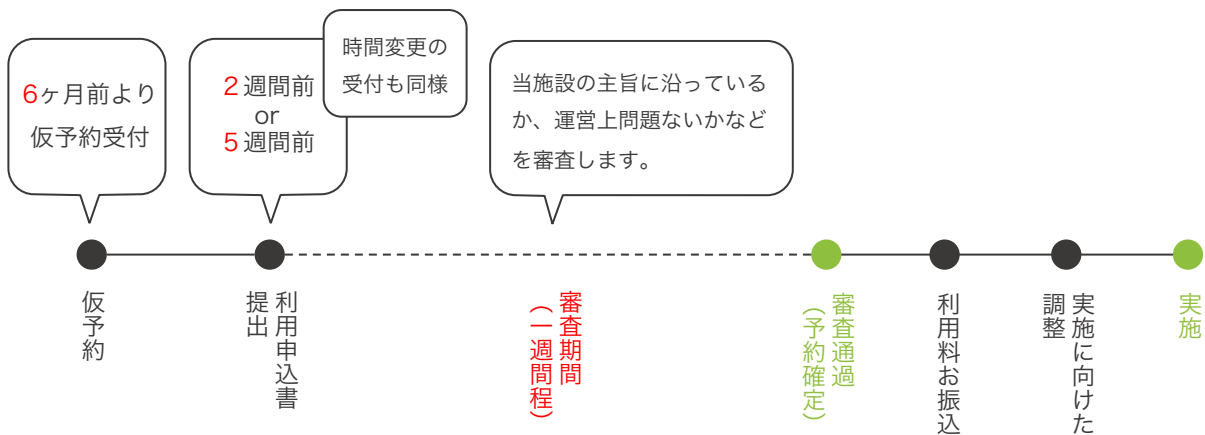 6ヶ月前より
仮予約受付
2週間前
or
5週間前
時間変更の
受付も同様
当施設の主旨に沿っている
か、運営上問題ないかなど
を審査します。
仮予約
利用申込書
提出
審査期間
（一週間程）
審査通過
（予約確定）
利用料お振込
実施に向けた
調整
実施